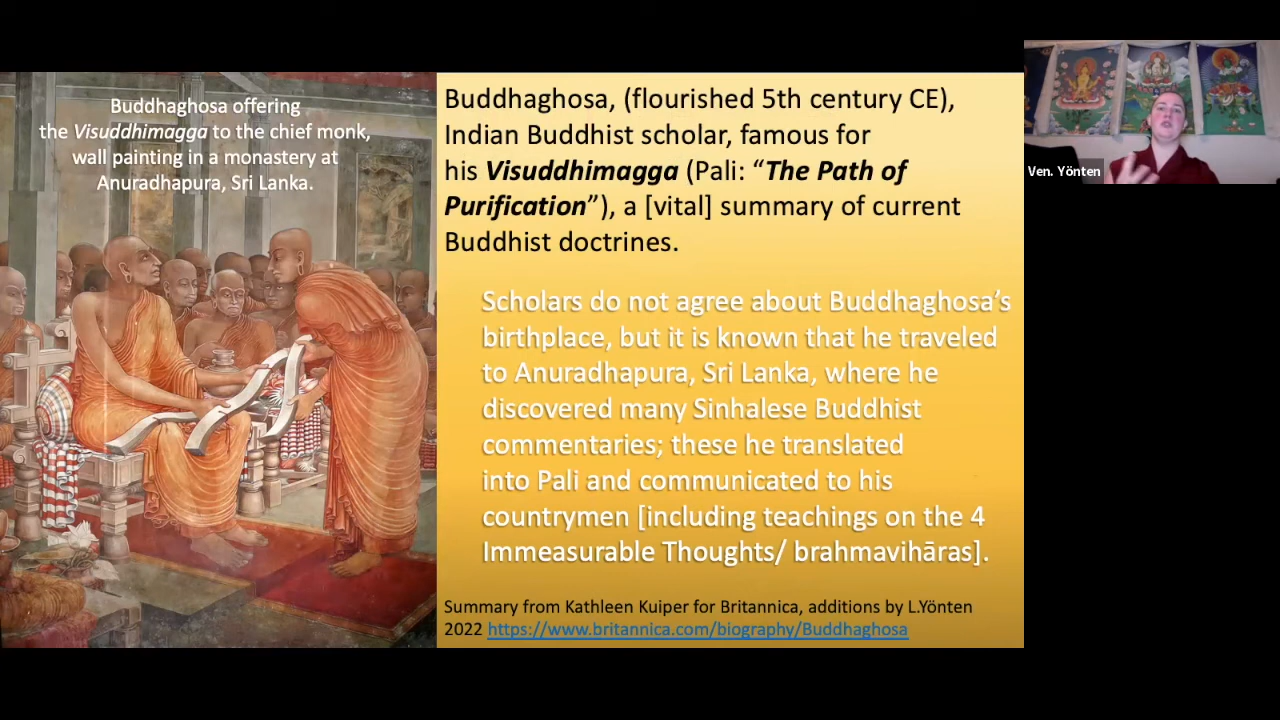 Buddhaghosa offering
the Visuddhimagga to the chief monk,
wall painting in a monastery at
Anuradhapura, Sri Lanka.
Buddhaghosa, (flourished 5th century CE),
Indian Buddhist scholar, famous for
his Visuddhimagga (Pali: “The Path of
Purification”), a [vital] summary of current
Buddhist doctrines.
Scholars do not agree about Buddhaghosa’s
birthplace, but it is known that he traveled
to Anuradhapura, Sri Lanka, where he
discovered many Sinhalese Buddhist
commentaries; these he translated
into Pali and communicated to his
countrymen [including teachings on the 4
Immeasurable Thoughts/ brahmavihāras].
Summary from Kathleen Kuiper for Britannica, additions by L.Yönten
2022 https://www.britannica.com/biography/Buddhaghosa
Ven. Yönten